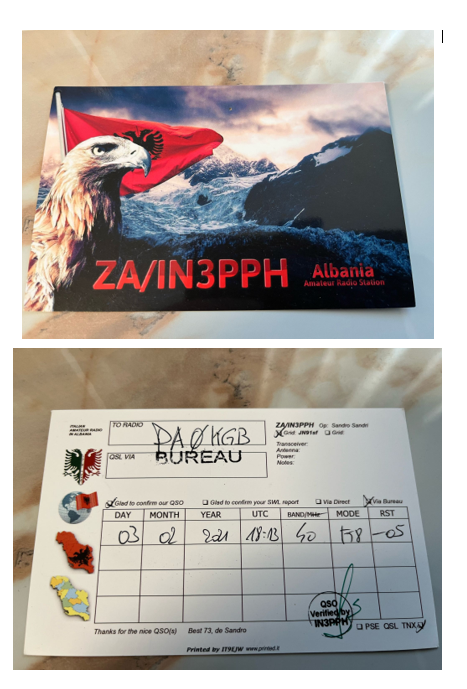 ZA/IN3PPH
Albania
Amateur Radio Station
ITALIAN
AMATEUR RADIO
IN ALBANIA
TO RADIO
DAØKGB
QSL VIA
BUREAU
ZA/IN3PPH Op: Sandro Sandri
Grid: JN91sf Grid:
Transceiver:
Antenna:
Power:
Notes:
Glad to confirm our QSO Glad to confirm your SWL report Via Direct Via Bureau
DAY MONTH YEAR UTC BAND/MHz MODE RST
03 02 2021 18:13 40 FT8 -05
QSO
Verified by
IN3PPH
PSE QSL TNX
Thanks for the nice QSO(s) Best 73, de Sandro
Printed by IT9EJW www.printed.it